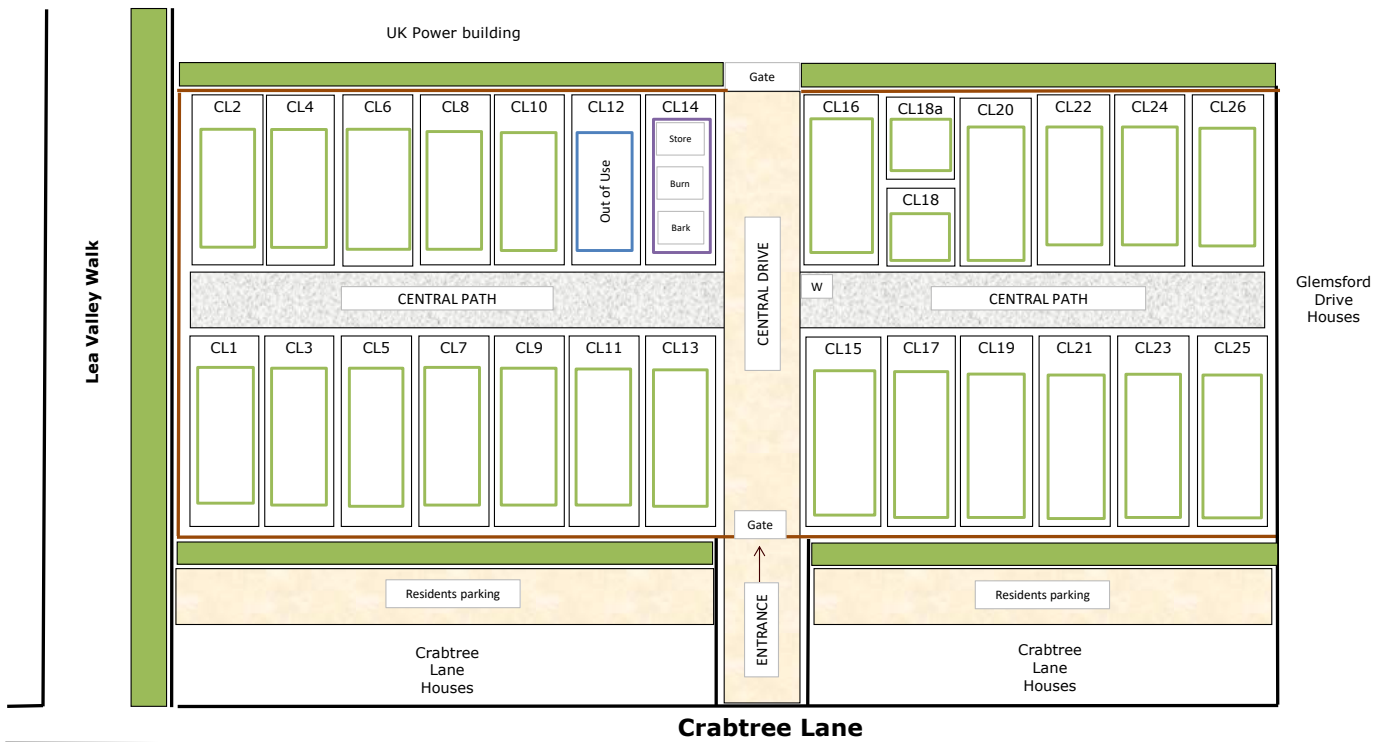 UK Power building
Gate
CL2
CL4
CL6
CL8
CL10
CL12
CL14
CL16
CL18a
CL20
CL22
CL24
CL26
Store
Burn
Bark
Out of Use
CL18
Lea Valley Walk
CENTRAL PATH
CENTRAL DRIVE
W
CENTRAL PATH
Glemsford
Drive
Houses
CL1
CL3
CL5
CL7
CL9
CL11
CL13
CL15
CL17
CL19
CL21
CL23
CL25
Gate
Residents parking
ENTRANCE
Residents parking
Crabtree
Lane
Houses
Crabtree
Lane
Houses
Crabtree Lane